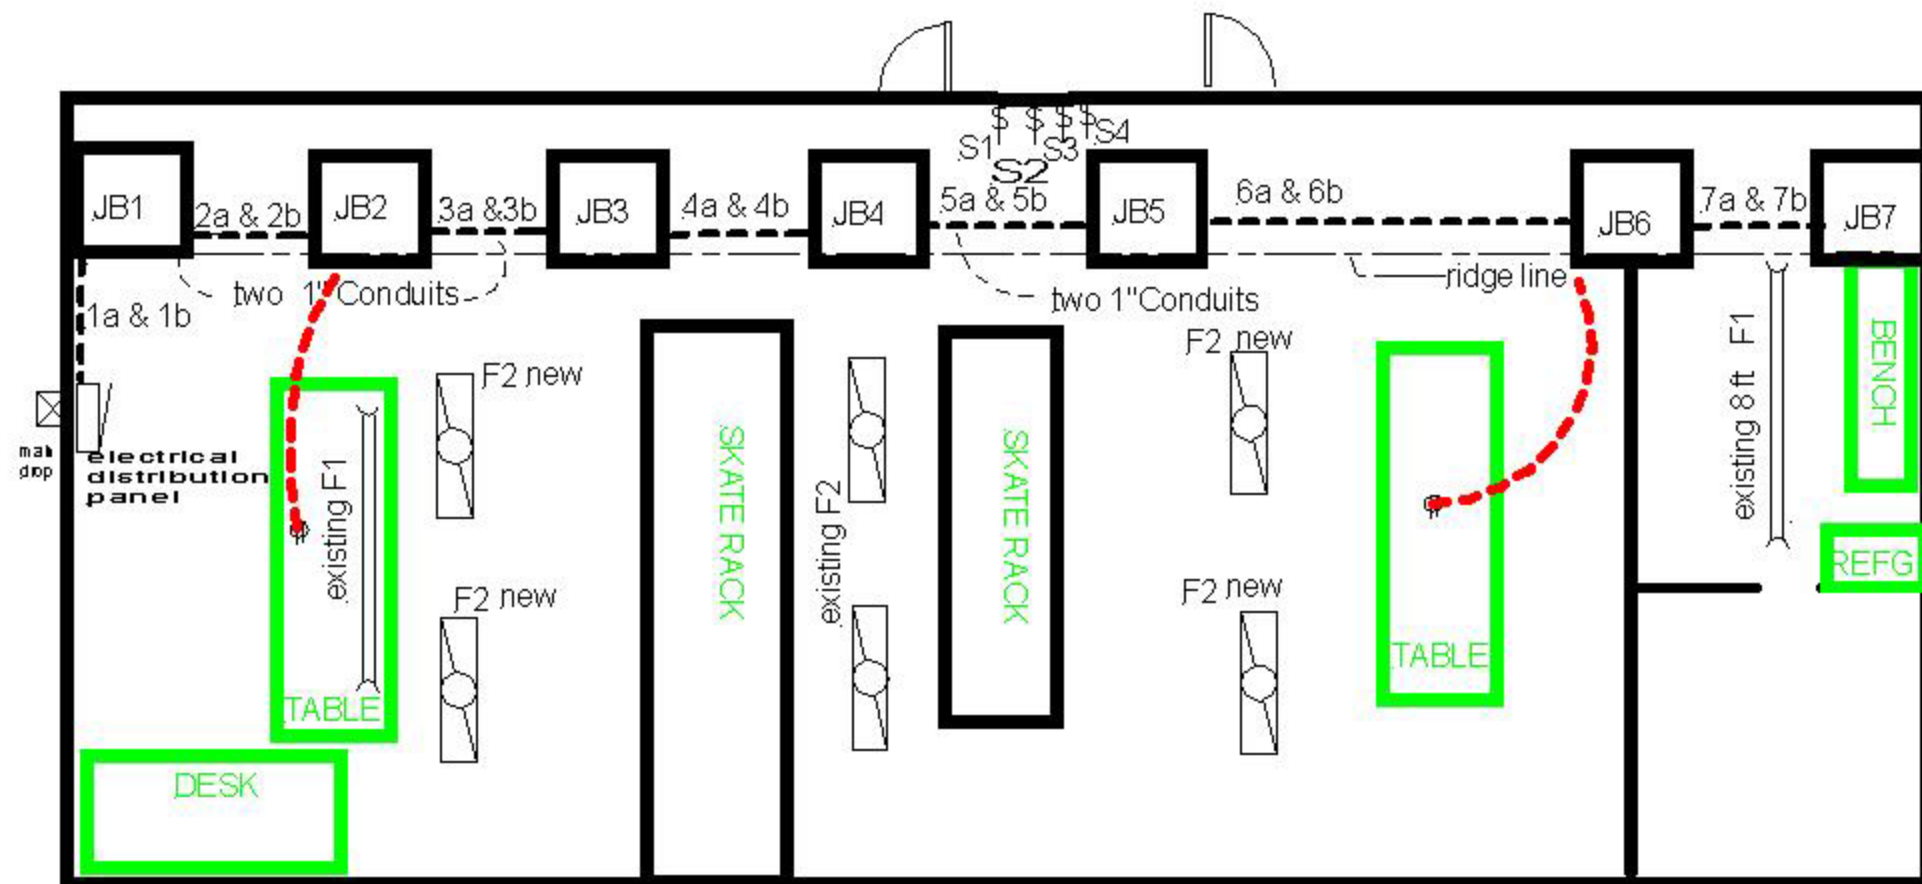 S1
S2
S3
S4
JB1
2a & 2b
JB2
3a &3b
JB3
4a & 4b
JB4
5a & 5b
JB5
6a & 6b
JB6
7a & 7b
JB7
1a & 1b
two 1"Conduits
two 1"Conduits
ridge line
main
drop
electrical
distribution
panel
existing F1
TABLE
DESK
F2 new
F2 new
SKATE RACK
existing F2
SKATE RACK
F2 new
F2 new
TABLE
existing 8ft F1
BENCH
REFG